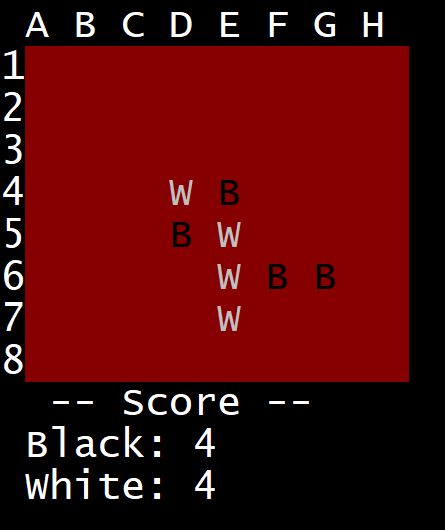 A B C D E F G H
1
2
3
4 W B
5 B W
6 W B B
7 W
8
-- Score --
Black: 4
White: 4